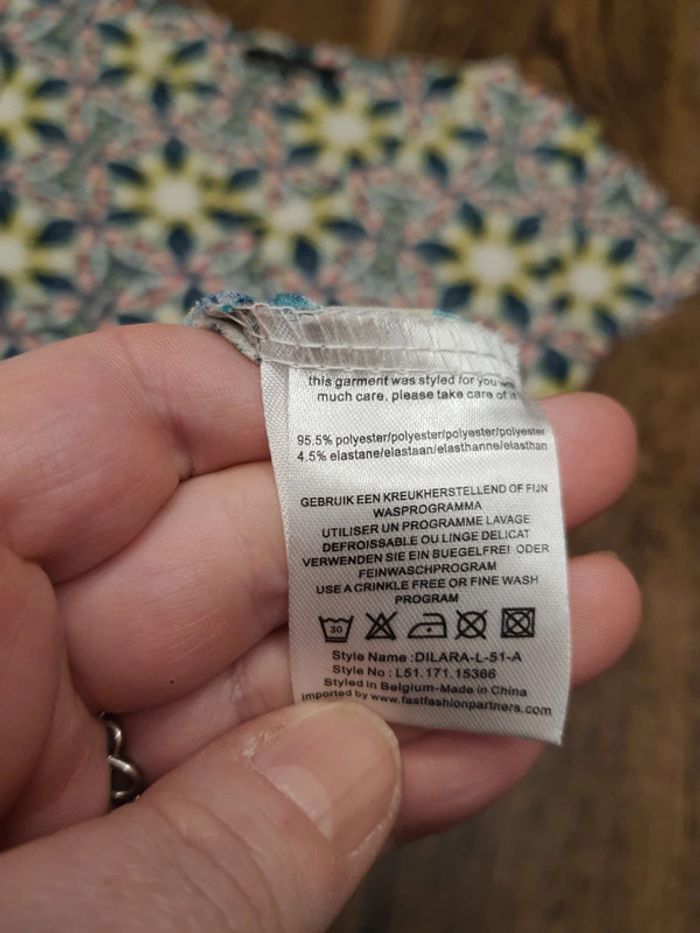 this garment was styled for you with
much care, please take care of it
95.5% polyester/polyester/polyester/polyester
4.5% elastane/elastaan/elasthanne/elasthan
GEBRUIK EEN KREUKHERSTELLEND OF FIJN
WASPROGRAMMA
UTILISER UN PROGRAMME LAVAGE
DEFROISSABLE OU LINGE DELICAT
VERWENDEN SIE EIN BUEGELFREI ODER
FEINWASCHPROGRAM
USE A CRINKLE FREE OR FINE WASH
PROGRAM
30
Style Name :DILARA-L-51-A
Style No : L51.171.15366
Styled in Belgium-Made in China
imported by www.fastfashionpartners.com